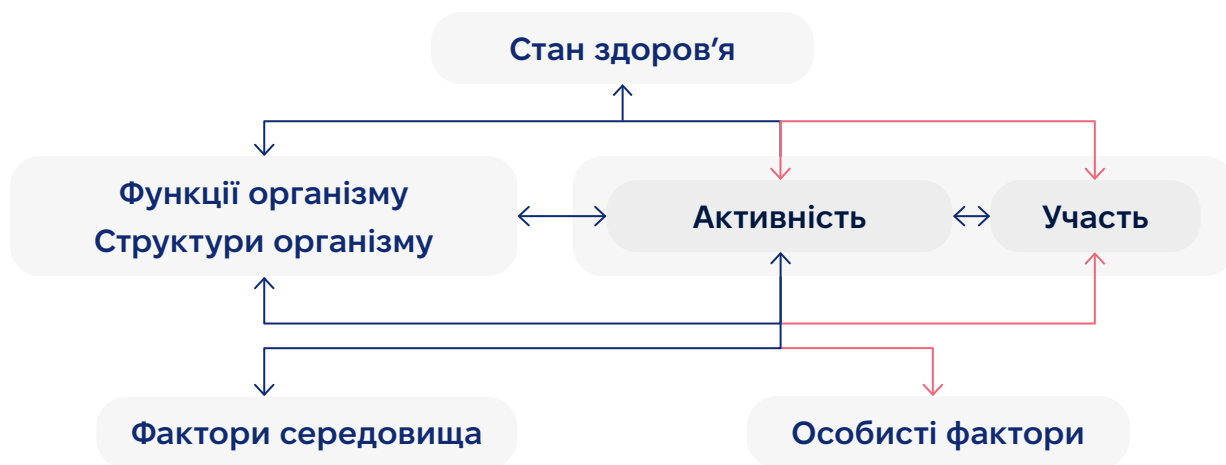 Стан здоров’я
Функції організму
Структури організму
Активність
Участь
Фактори середовища
Особисті фактори